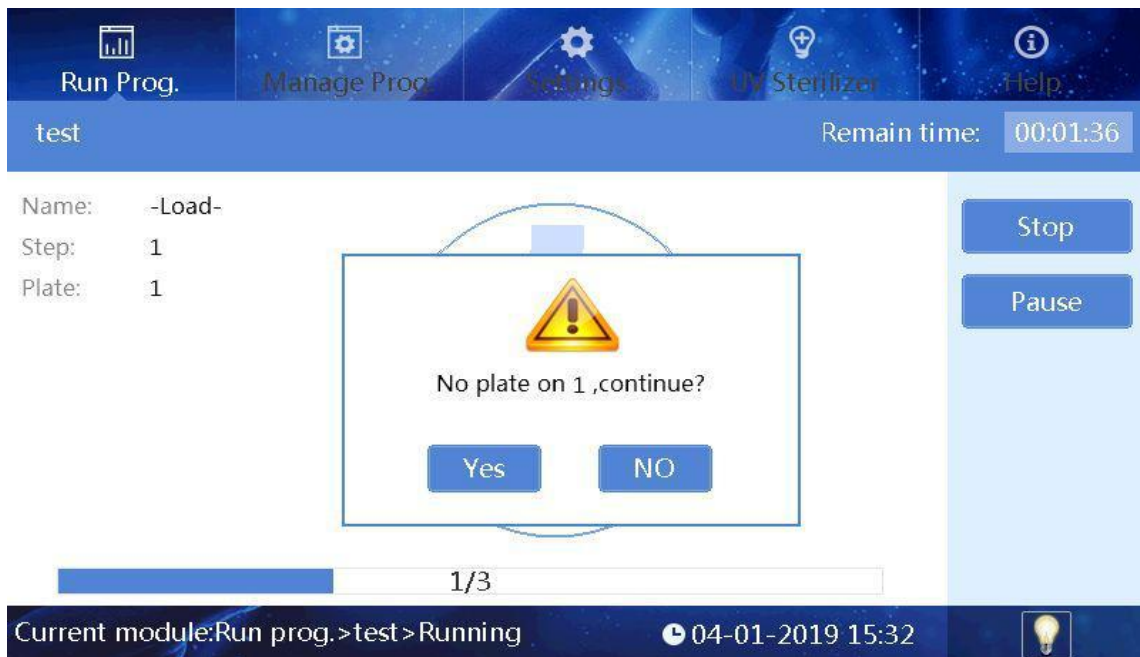 Run Prog.
Manage Prog.
Settings
UV Sterilizer
Help
test
Remain time: 00:01:36
Name: -Load-
Step: 1
Plate: 1
Stop
Pause
No plate on 1 ,continue?
Yes
NO
1/3
Current module:Run prog.>test>Running
04-01-2019 15:32